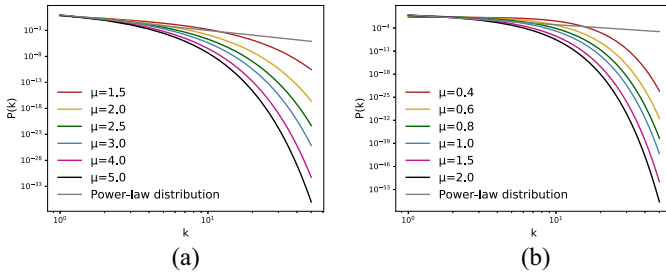 P(k)
10⁻³
10⁻⁸
10⁻¹³
10⁻¹⁸
10⁻²³
10⁻²⁸
10⁻³³
μ=1.5
μ=2.0
μ=2.5
μ=3.0
μ=4.0
μ=5.0
Power-law distribution
10⁰
10¹
k
(a)
P(k)
10⁻⁴
10⁻¹¹
10⁻¹⁸
10⁻²⁵
10⁻³²
10⁻³⁹
10⁻⁴⁶
10⁻⁵³
μ=0.4
μ=0.6
μ=0.8
μ=1.0
μ=1.5
μ=2.0
Power-law distribution
10⁰
10¹
k
(b)